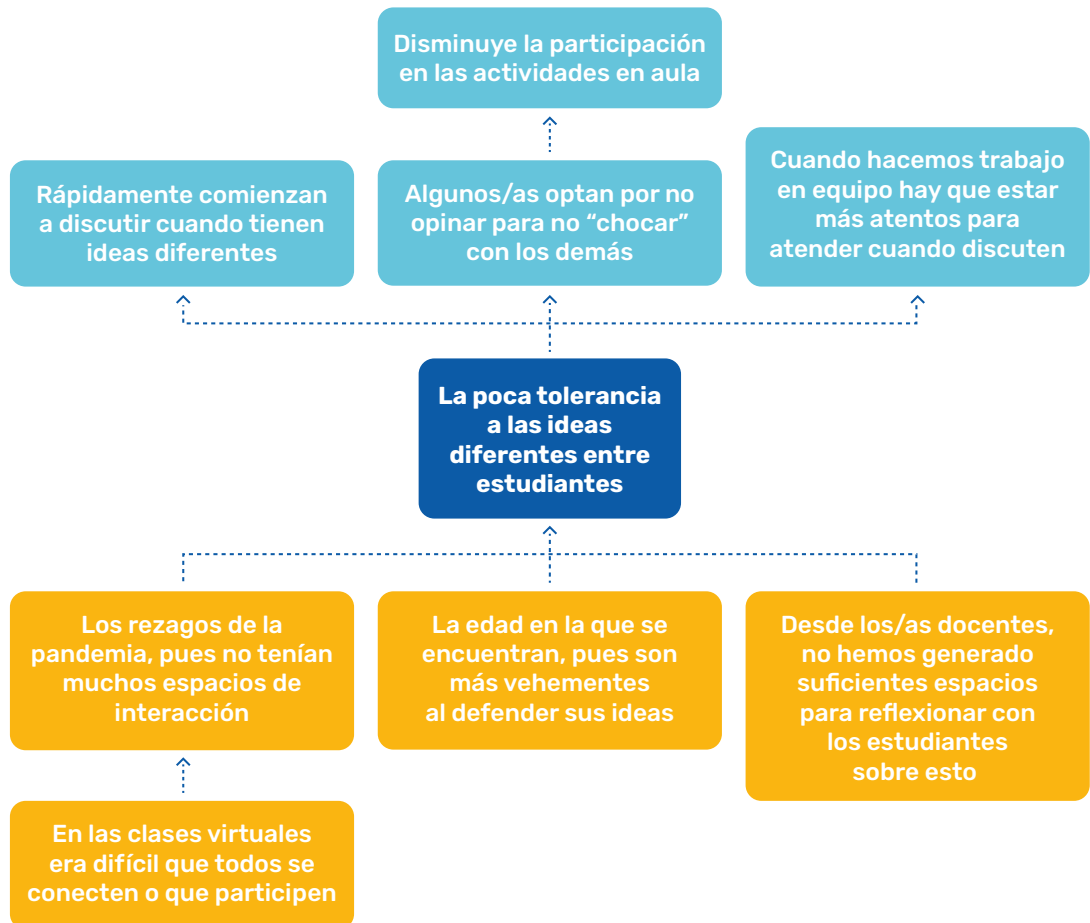 Disminuye la participación
en las actividades en aula
Rápidamente comienzan
a discutir cuando tienen
ideas diferentes
Algunos/as optan por no
opinar para no “chocar”
con los demás
Cuando hacemos trabajo
en equipo hay que estar
más atentos para
atender cuando discuten
La poca tolerancia
a las ideas
diferentes entre
estudiantes
Los rezagos de la
pandemia, pues no tenían
muchos espacios de
interacción
La edad en la que se
encuentran, pues son
más vehementes
al defender sus ideas
Desde los/as docentes,
no hemos generado
suficientes espacios
para reflexionar con
los estudiantes
sobre esto
En las clases virtuales
era difícil que todos se
conecten o que participen